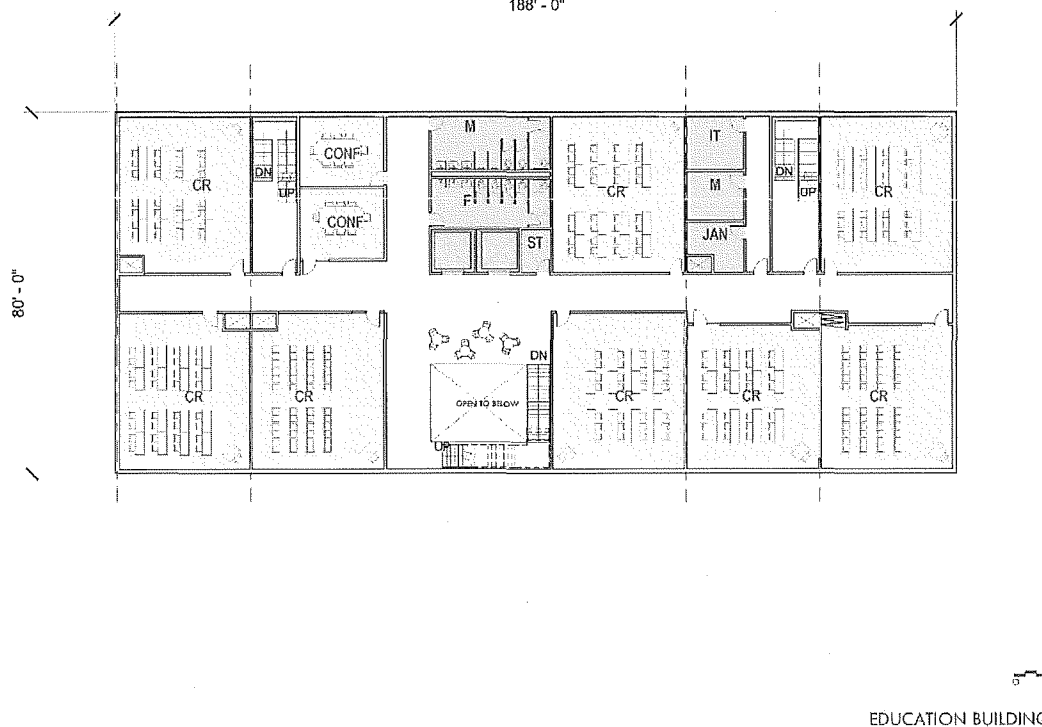 188' - 0"
80' - 0"
CR
DN
UP
CONF
CONF
M
F
ST
CR
IT
M
JAN
DN
UP
CR
CR
CR
DN
OPEN TO BELOW
UP
CR
CR
CR
EDUCATION BUILDING